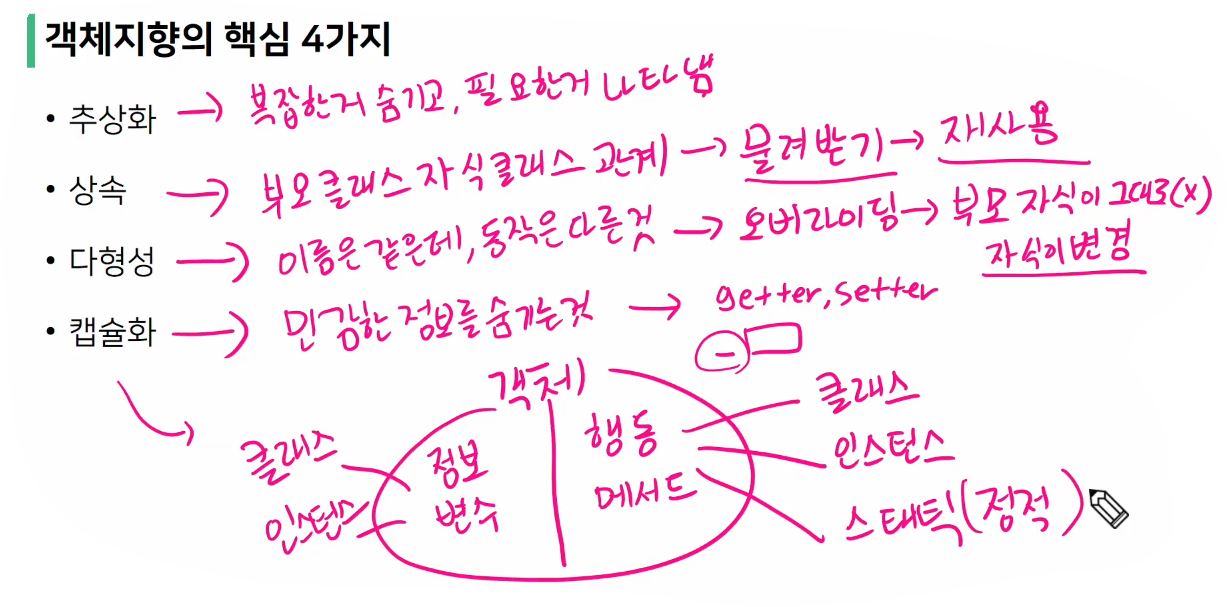 객체지향의 핵심 4가지
• 추상화 → 복잡한거 숨기고, 필요한거 나타냄
• 상속 → 부모클래스 자식클래스 관계 → 물려받기 → 재사용
• 다형성 → 이름은 같은데, 동작은 다른것 → 오버라이딩 → 부모 자식이 그대로(x)
자식이 변경
• 캡슐화 → 민감한 정보를 숨기는것 → getter, setter
객체
클래스 정보 행동 클래스
인스턴스 변수 메서드 인스턴스
스태틱(정적)